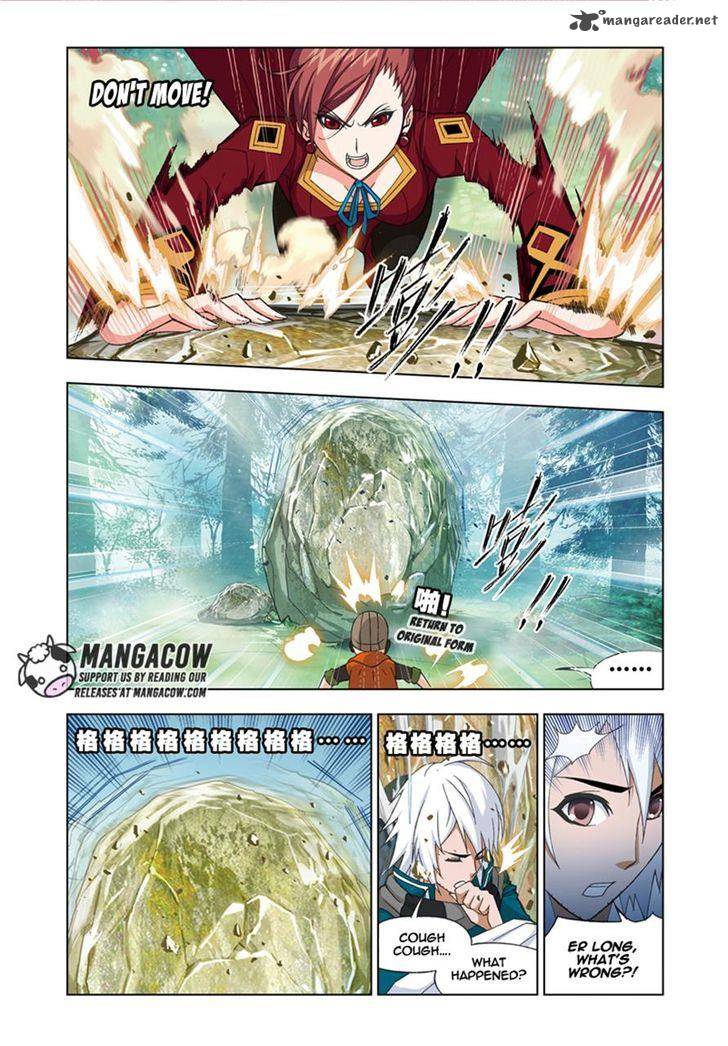 mangareader.net
DON'T MOVE!
嘭!!
嘭!!
啪!
RETURN TO
ORIGINAL FORM
......
MANGACOW
SUPPORT US BY READING OUR
RELEASES AT MANGACOW.COM
格格格格格格格格格……
格格格格……
COUGH
COUGH....
WHAT
HAPPENED?
ER LONG,
WHAT'S
WRONG?!